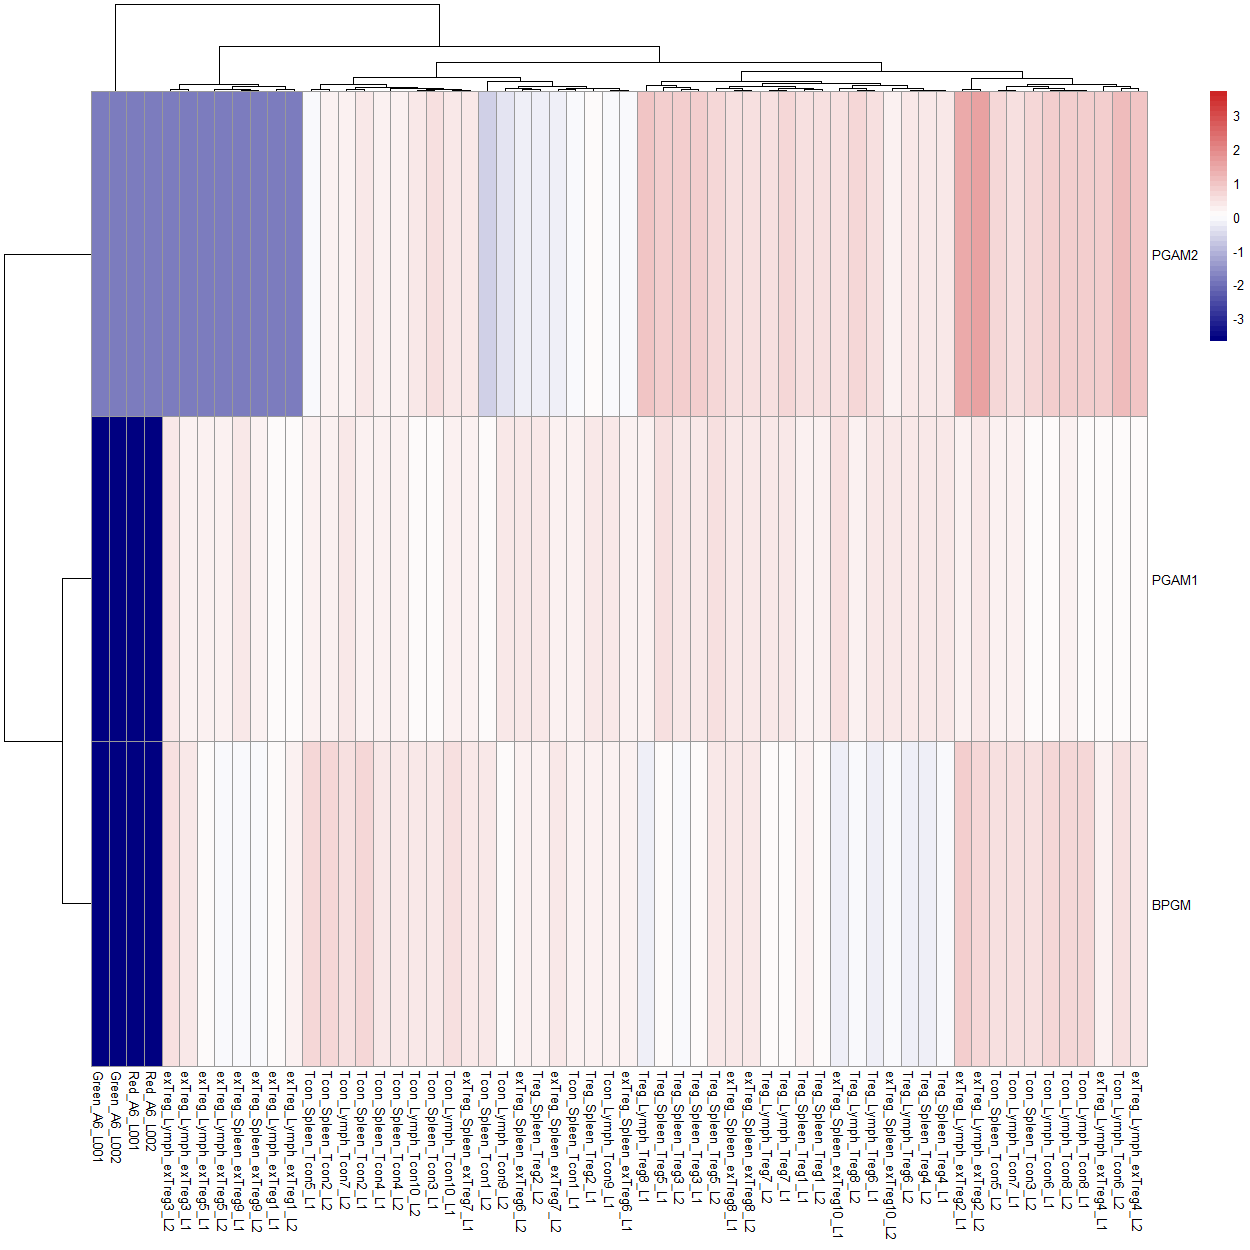 3
2
1
0
-1
-2
-3
PGAM2
PGAM1
BPGM
Green_A6_L001
Green_A6_L002
Red_A6_L001
Red_A6_L002
exTreg_Lymph_exTreg3_L2
exTreg_Lymph_exTreg3_L1
exTreg_Lymph_exTreg5_L1
exTreg_Lymph_exTreg5_L2
exTreg_Spleen_exTreg9_L1
exTreg_Spleen_exTreg9_L2
exTreg_Lymph_exTreg1_L1
exTreg_Lymph_exTreg1_L2
Tcon_Spleen_Tcon5_L1
Tcon_Spleen_Tcon2_L2
Tcon_Lymph_Tcon7_L2
Tcon_Spleen_Tcon2_L1
Tcon_Spleen_Tcon4_L1
Tcon_Spleen_Tcon4_L2
Tcon_Lymph_Tcon10_L2
Tcon_Spleen_Tcon3_L1
Tcon_Lymph_Tcon10_L1
exTreg_Spleen_exTreg7_L1
Tcon_Spleen_Tcon1_L2
Tcon_Lymph_Tcon9_L2
exTreg_Spleen_exTreg6_L2
Treg_Spleen_Treg2_L2
exTreg_Spleen_exTreg7_L2
Tcon_Spleen_Tcon1_L1
Treg_Spleen_Treg2_L1
Tcon_Lymph_Tcon9_L1
exTreg_Spleen_exTreg6_L1
Treg_Lymph_Treg8_L1
Treg_Spleen_Treg5_L1
Treg_Spleen_Treg3_L2
Treg_Spleen_Treg3_L1
Treg_Spleen_Treg5_L2
exTreg_Spleen_exTreg8_L1
exTreg_Spleen_exTreg8_L2
Treg_Lymph_Treg7_L2
Treg_Lymph_Treg7_L1
Treg_Spleen_Treg1_L1
Treg_Spleen_Treg1_L2
exTreg_Spleen_exTreg10_L1
Treg_Lymph_Treg8_L2
Treg_Lymph_Treg6_L1
exTreg_Spleen_exTreg10_L2
Treg_Lymph_Treg6_L2
Treg_Spleen_Treg4_L2
Treg_Spleen_Treg4_L1
exTreg_Lymph_exTreg2_L1
exTreg_Lymph_exTreg2_L2
Tcon_Spleen_Tcon5_L2
Tcon_Lymph_Tcon7_L1
Tcon_Spleen_Tcon3_L2
Tcon_Lymph_Tcon6_L1
Tcon_Lymph_Tcon8_L2
Tcon_Lymph_Tcon8_L1
exTreg_Lymph_exTreg4_L1
Tcon_Lymph_Tcon6_L2
exTreg_Lymph_exTreg4_L2